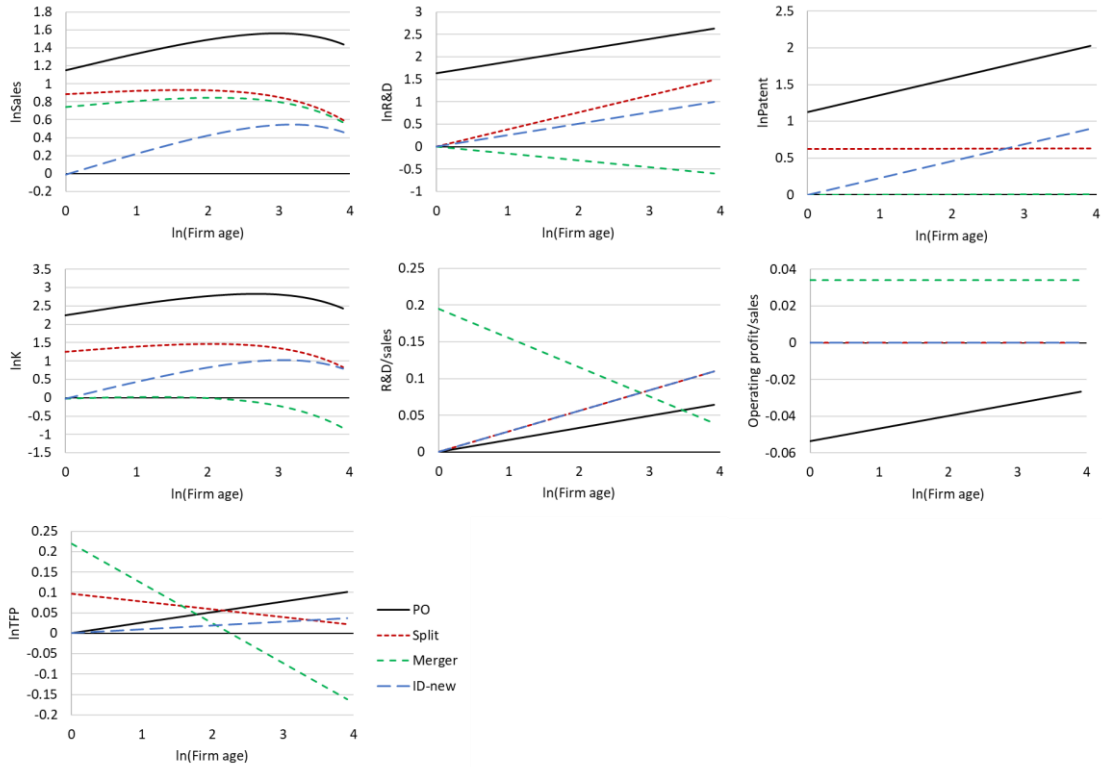 lnSales
1.8
1.6
1.4
1.2
1
0.8
0.6
0.4
0.2
0
-0.2
0 1 2 3 4
ln(Firm age)
lnR&D
3
2.5
2
1.5
1
0.5
0
-0.5
-1
0 1 2 3 4
ln(Firm age)
lnPatent
2.5
2
1.5
1
0.5
0
0 1 2 3 4
ln(Firm age)
lnK
3.5
3
2.5
2
1.5
1
0.5
0
-0.5
-1
-1.5
0 1 2 3 4
ln(Firm age)
R&D/sales
0.25
0.2
0.15
0.1
0.05
0
0 1 2 3 4
ln(Firm age)
Operating profit/sales
0.04
0.02
0
-0.02
-0.04
-0.06
0 1 2 3 4
ln(Firm age)
lnTFP
0.25
0.2
0.15
0.1
0.05
0
-0.05
-0.1
-0.15
-0.2
0 1 2 3 4
ln(Firm age)
PO
Split
Merger
ID-new